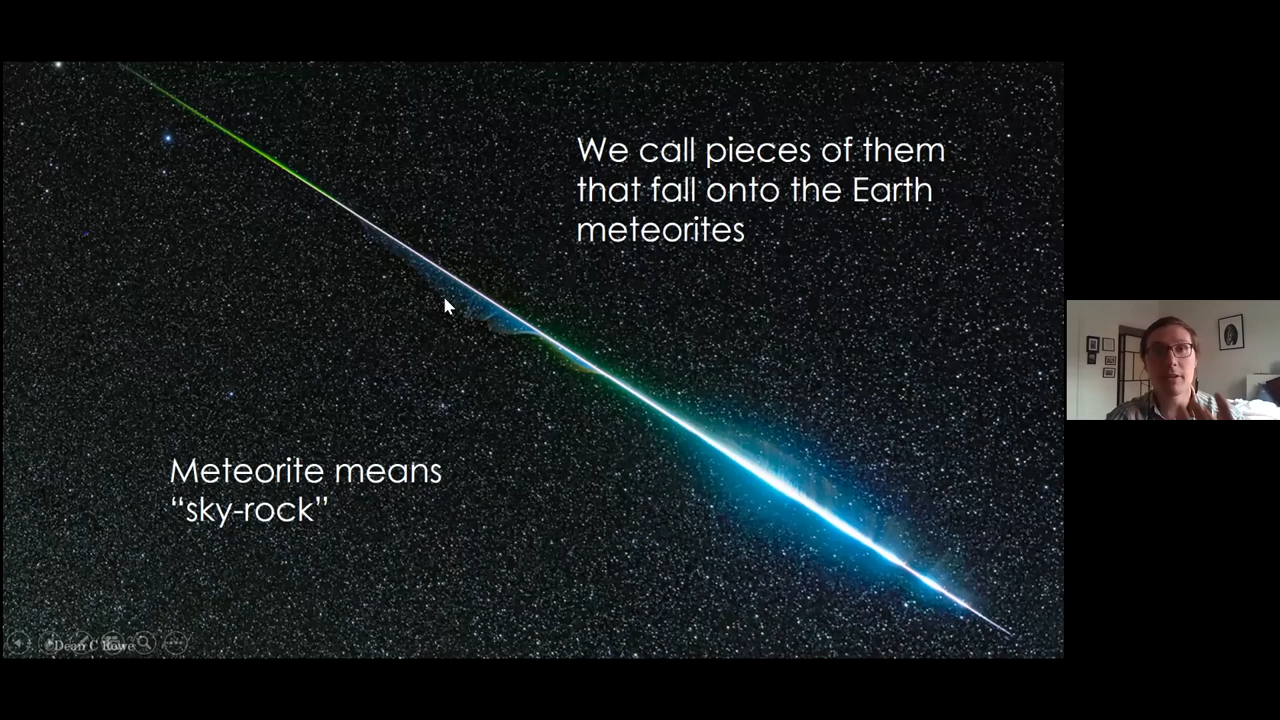 We call pieces of them
that fall onto the Earth
meteorites
Meteorite means
“sky-rock”
©Dean C Rowe